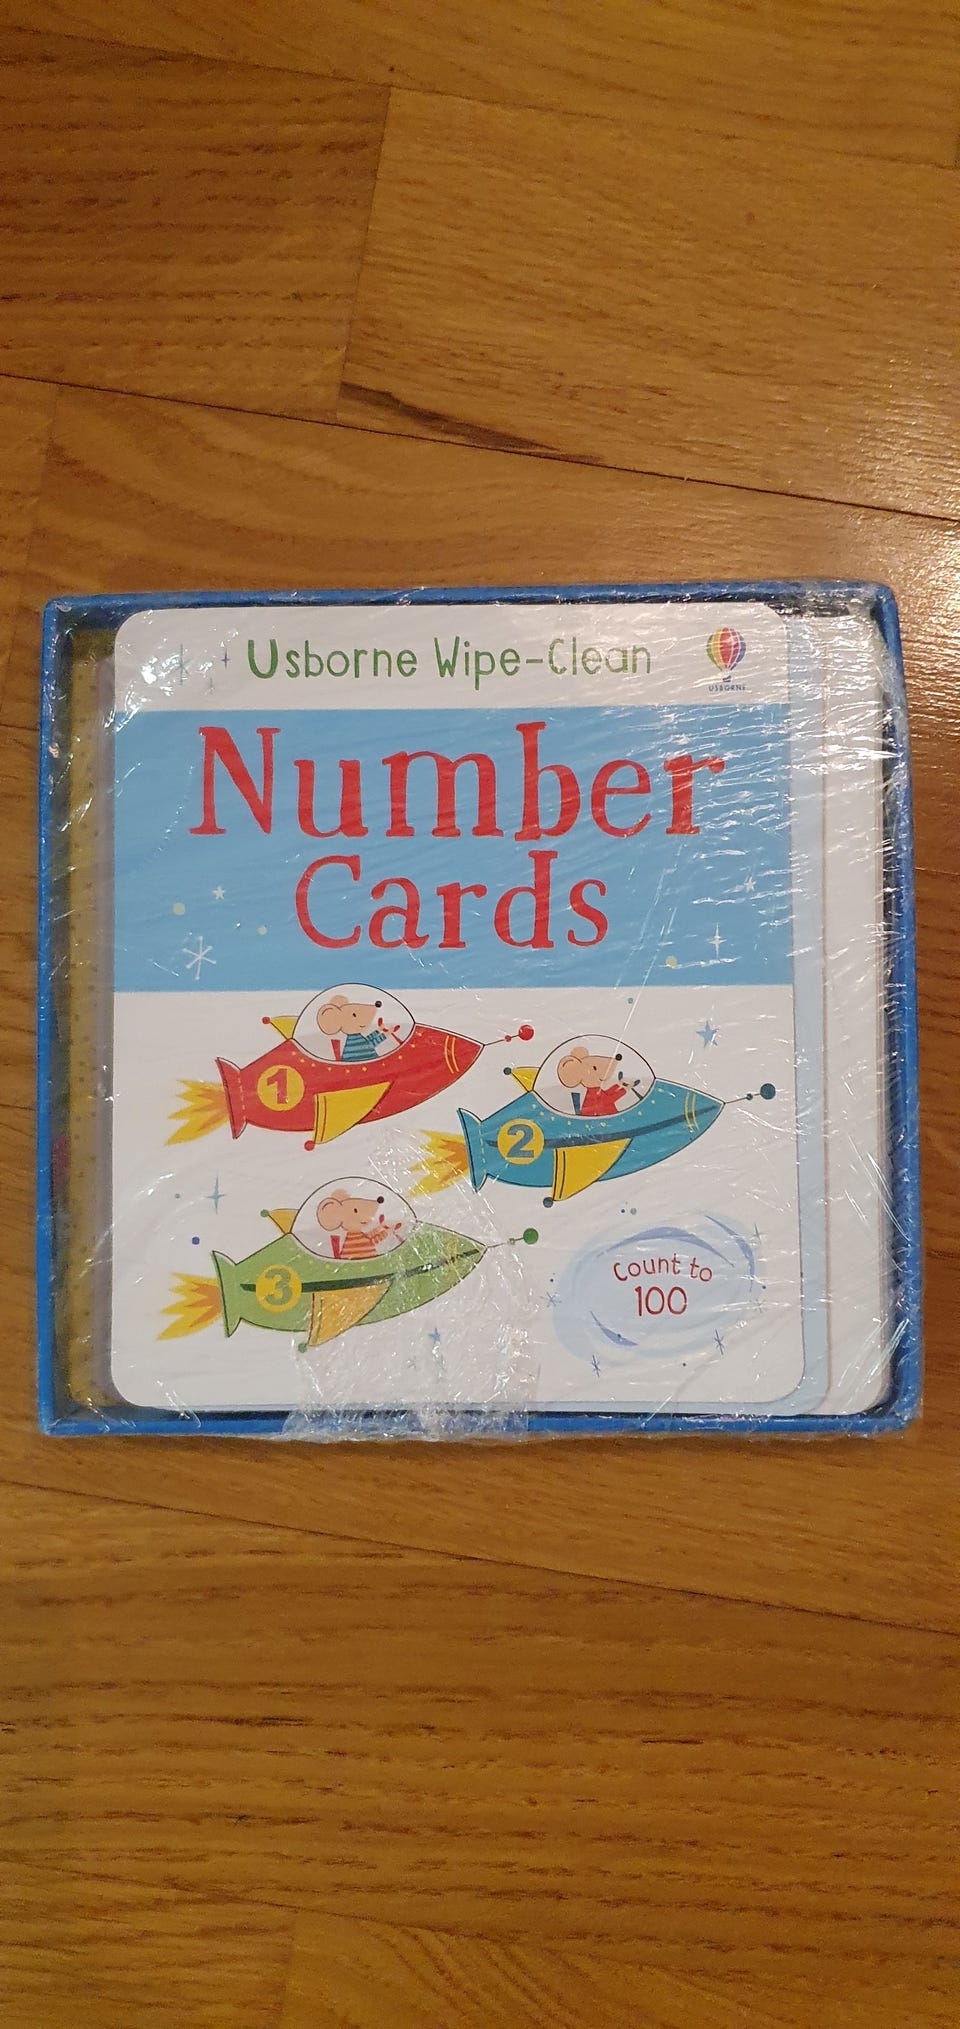 Usborne Wipe-Clean
USBORNE
Number
Cards
1
2
3
Count to
100